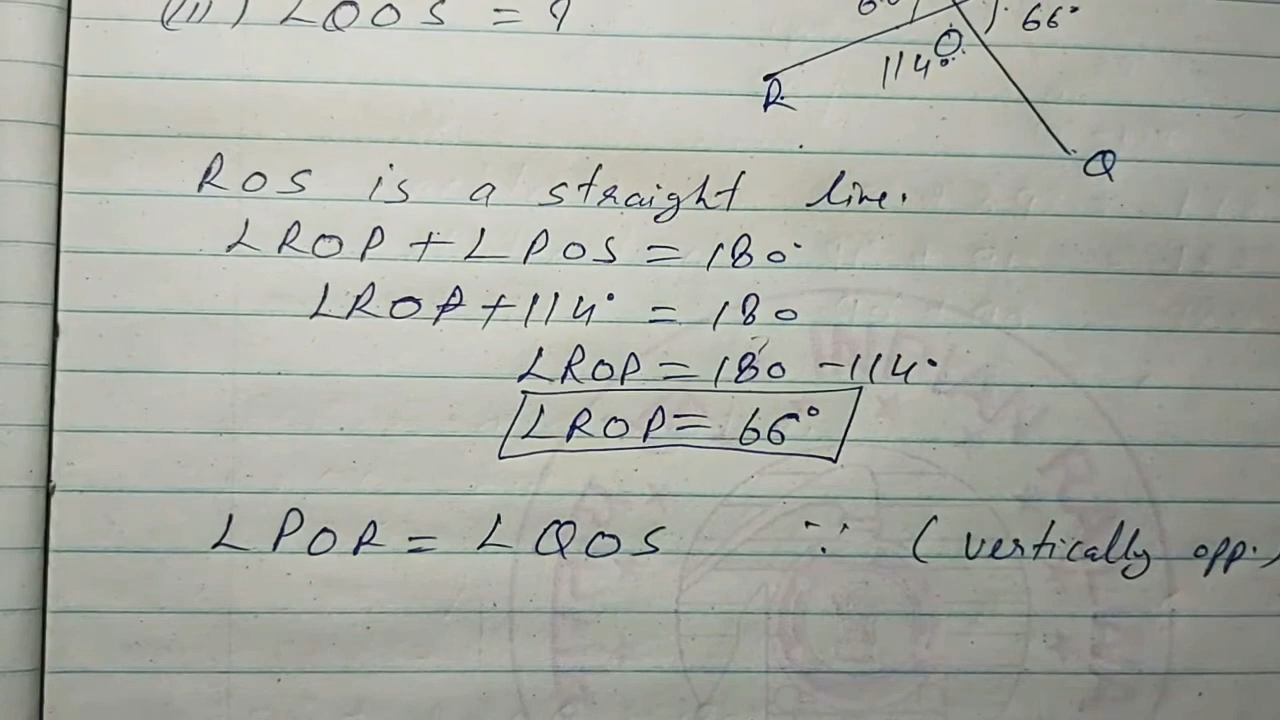 (iii) ∠QOS = ?
66°
O
114°
R
Q
ROS is a straight line.
∠ROP + ∠POS = 180°
∠ROP + 114° = 180
∠ROP = 180 - 114°
∠ROP = 66°
∠POR = ∠QOS ∵ (vertically opp.